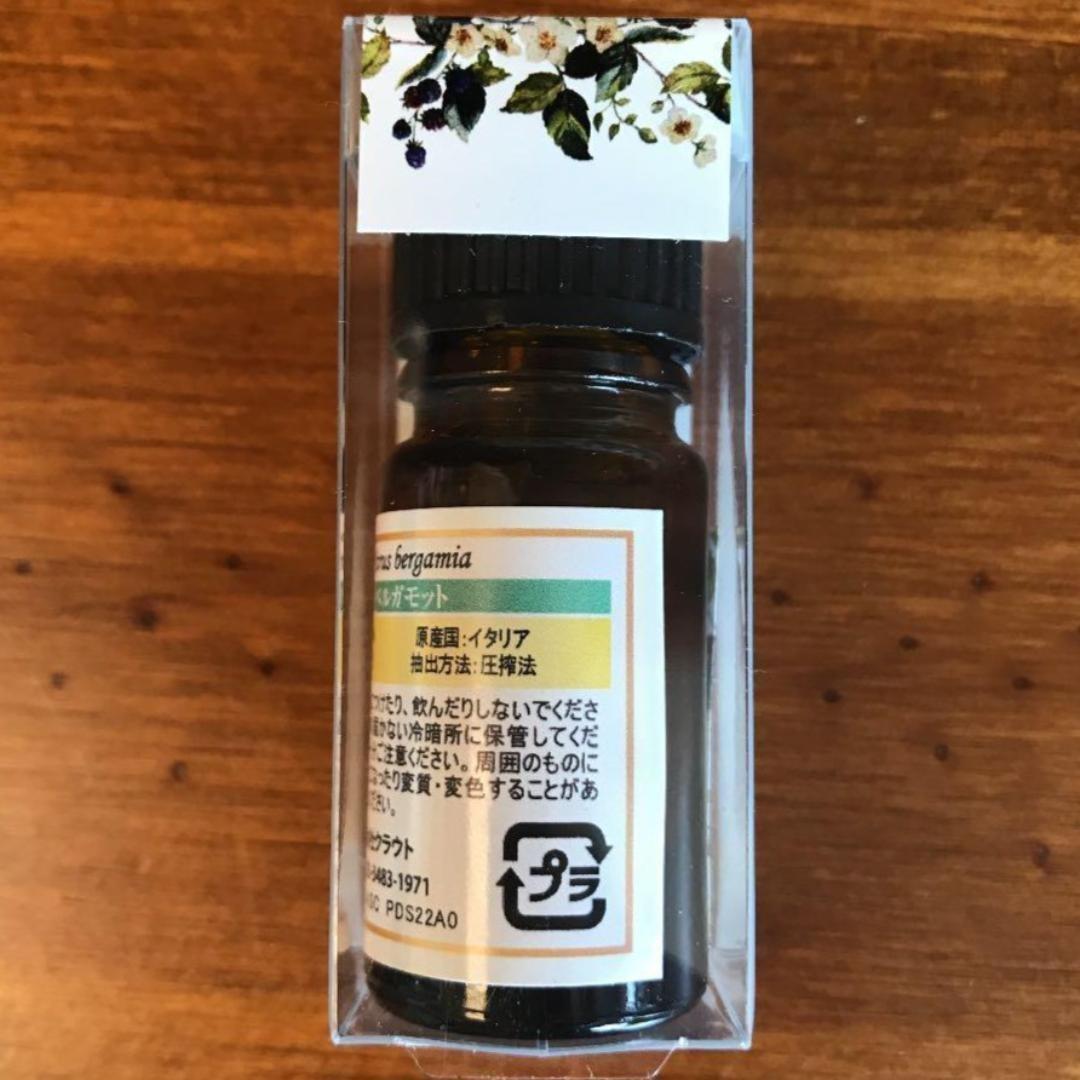 bergamia
ルガモット
原産国:イタリア
抽出方法:圧搾法
つけたり、飲んだりしないでくださ
届かない冷暗所に保管してくだ
ご注意ください。周囲のものに
なったり変質・変色することがあ
ださい。
クラウト
3483-1971
PDS22A0
プラ